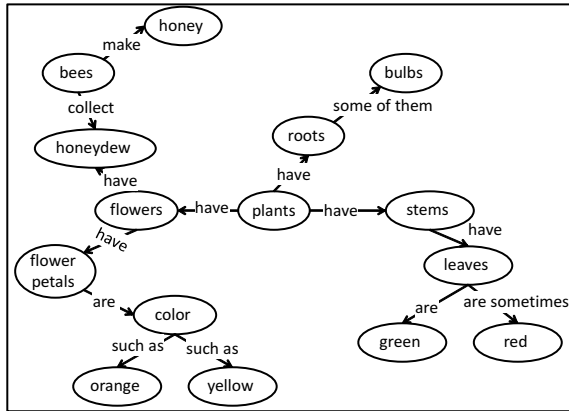 honey
make
bees
bulbs
collect
some of them
roots
honeydew
have
have
flowers
have
plants
have
stems
have
have
flower
petals
leaves
are
color
are
are sometimes
such as
such as
green
red
orange
yellow